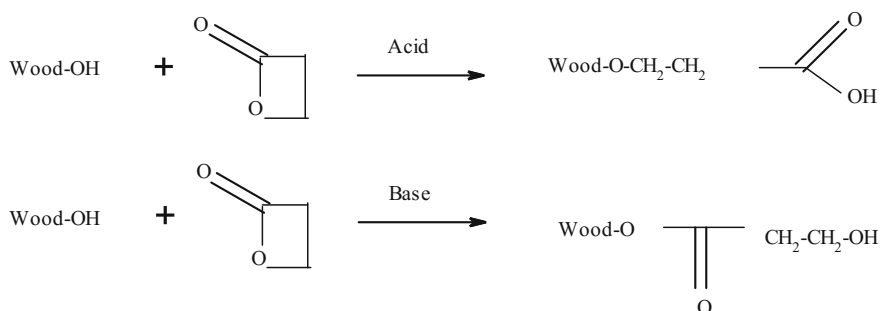 O
Wood-OH + O Acid Wood-O-CH₂-CH₂ O OH
O
Wood-OH + O Base Wood-O CH₂-CH₂-OH
O